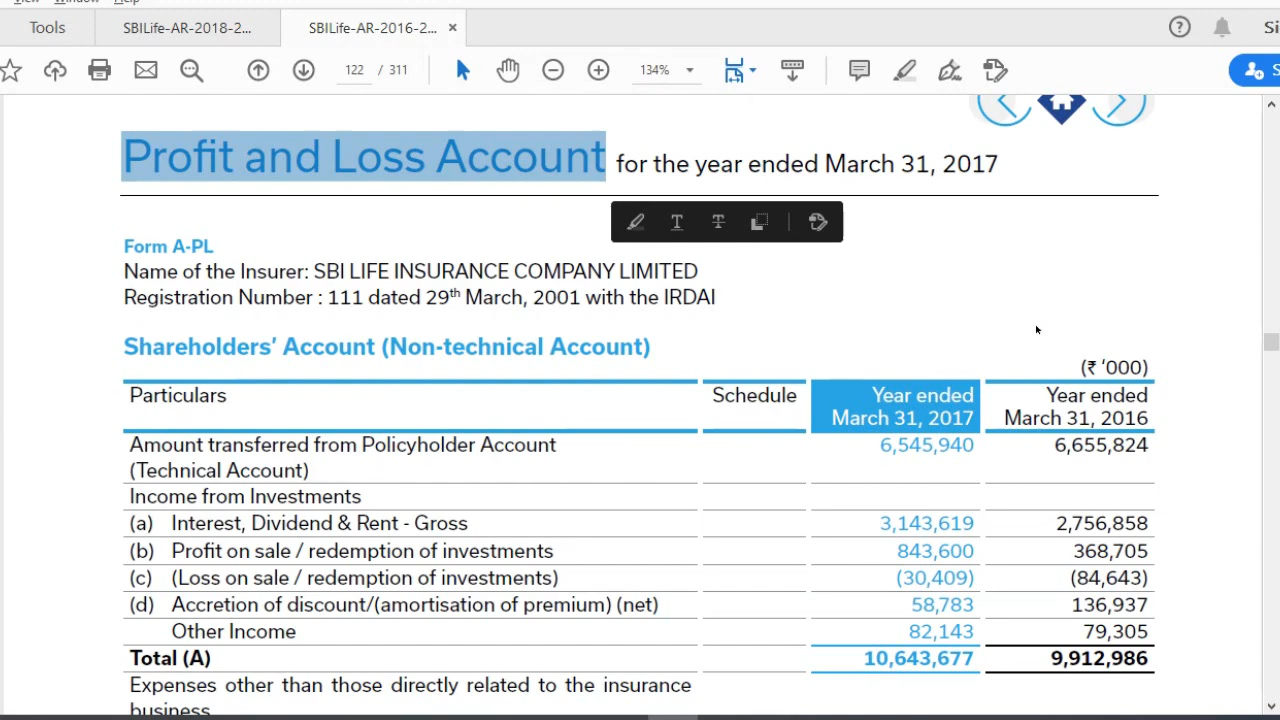 Tools
SBILife-AR-2018-2...
SBILife-AR-2016-2...
122 / 311
134%
Profit and Loss Account for the year ended March 31, 2017
Form A-PL
Name of the Insurer: SBI LIFE INSURANCE COMPANY LIMITED
Registration Number : 111 dated 29th March, 2001 with the IRDAI
Shareholders’ Account (Non-technical Account)
(₹ ‘000)
Particulars Schedule Year ended March 31, 2017 Year ended March 31, 2016
Amount transferred from Policyholder Account 6,545,940 6,655,824
(Technical Account)
Income from Investments
(a) Interest, Dividend & Rent - Gross 3,143,619 2,756,858
(b) Profit on sale / redemption of investments 843,600 368,705
(c) (Loss on sale / redemption of investments) (30,409) (84,643)
(d) Accretion of discount/(amortisation of premium) (net) 58,783 136,937
Other Income 82,143 79,305
Total (A) 10,643,677 9,912,986
Expenses other than those directly related to the insurance
business